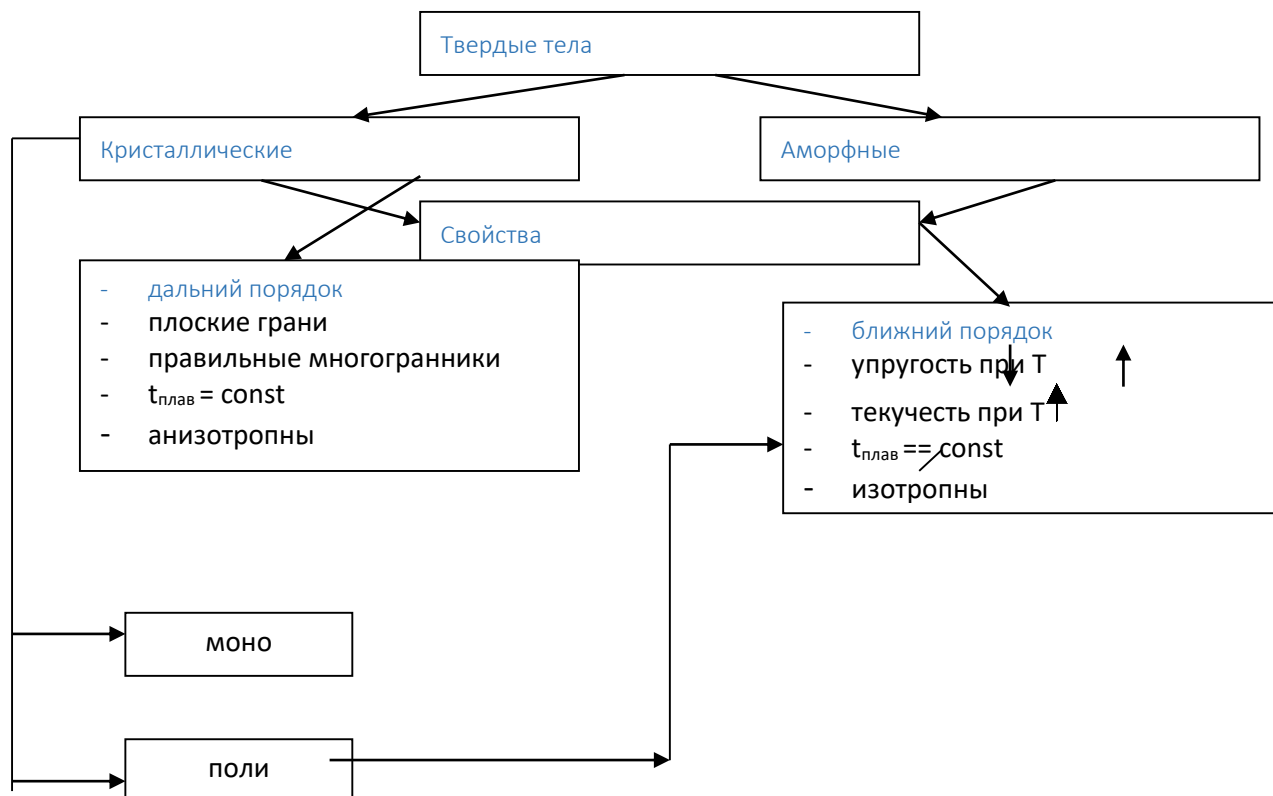 Твердые тела
Кристаллические
Аморфные
Свойства
- дальний порядок
- плоские грани
- правильные многогранники
- tплав = const
- анизотропны
- ближний порядок
- упругость при Т
- текучесть при Т
- tплав == const
- изотропны
моно
поли